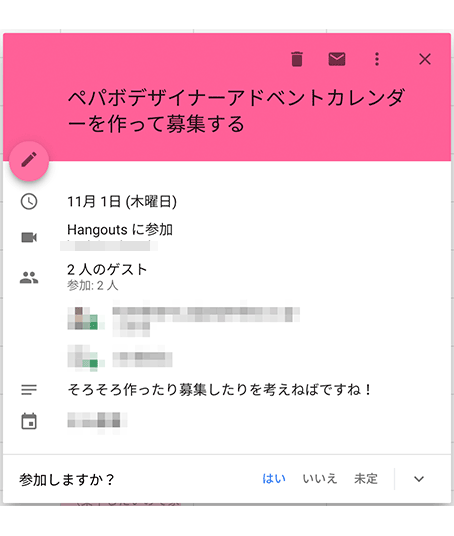 ペパボデザイナーアドベントカレンダ
ーを作って募集する
11月 1日 (木曜日)
Hangouts に参加
2 人のゲスト
参加: 2 人
そろそろ作ったり募集したりを考えねばですね！
参加しますか？
はい いいえ 未定